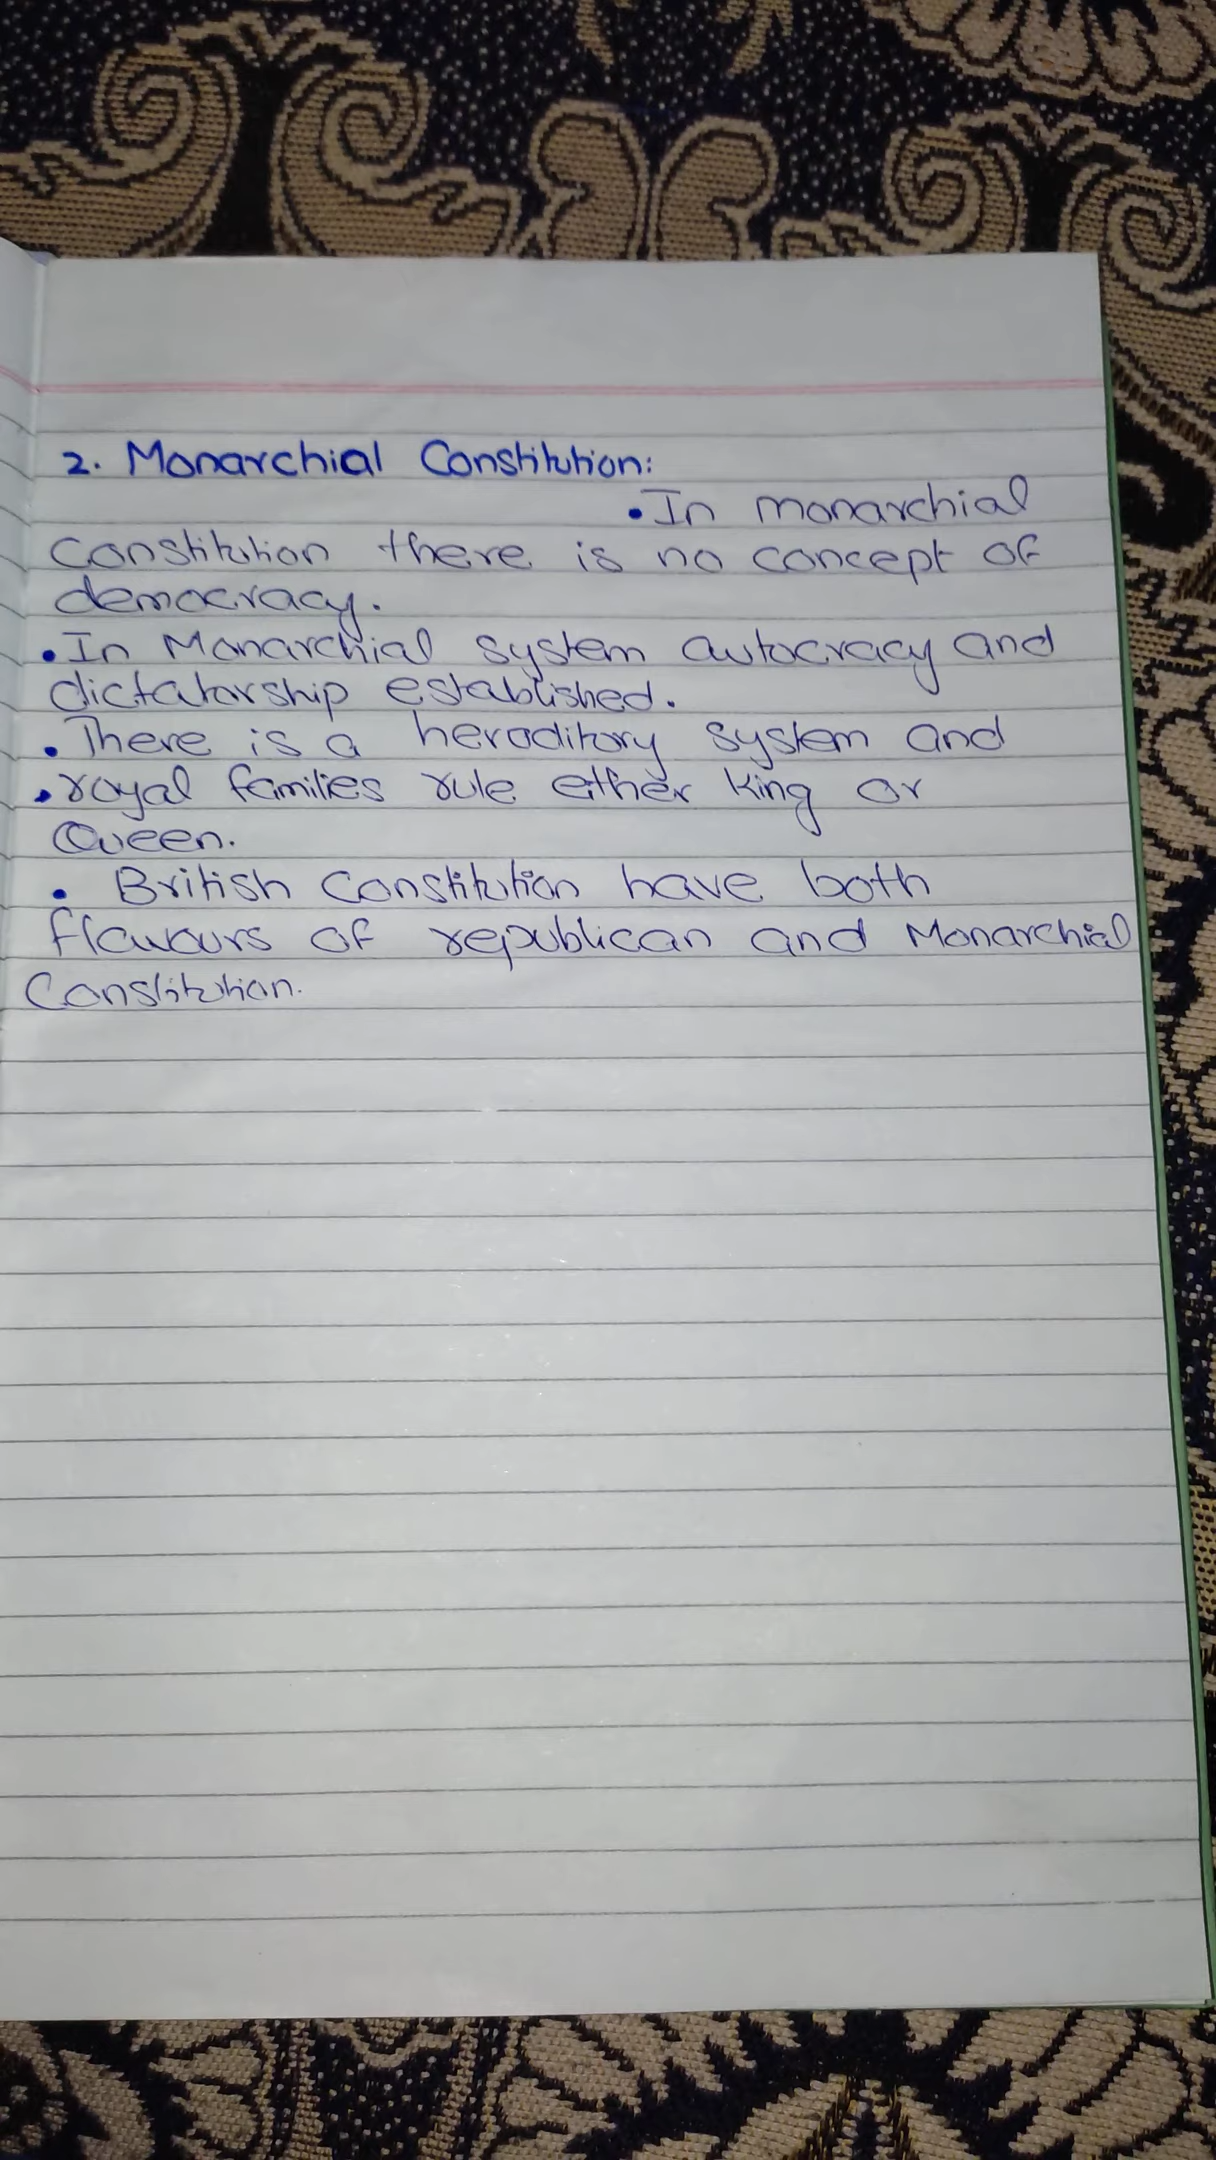 2. Monarchial Constitution:
• In monarchial
Constitution there is no concept of
democracy.
• In Monarchial system autocracy and
dictatorship established.
• There is a heroditory system and
• royal families rule either king or
Queen.
• British Constitution have both
flavours of republican and Monarchial
Constitution.